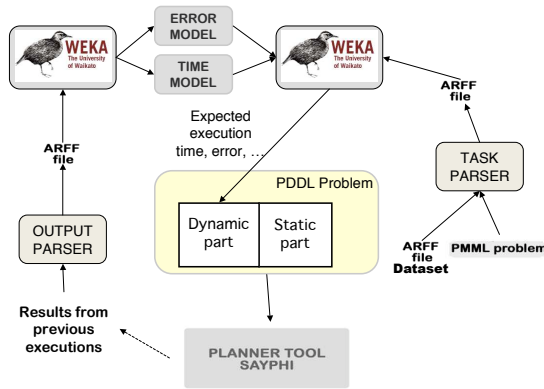 ERROR
MODEL
WEKA
The University
of Waikato
TIME
MODEL
WEKA
The University
of Waikato
Expected
execution
time, error, ...
ARFF
file
ARFF
file
TASK
PARSER
PDDL Problem
Dynamic
part
Static
part
OUTPUT
PARSER
ARFF
file
Dataset
PMML problem
Results from
previous
executions
PLANNER TOOL
SAYPHI